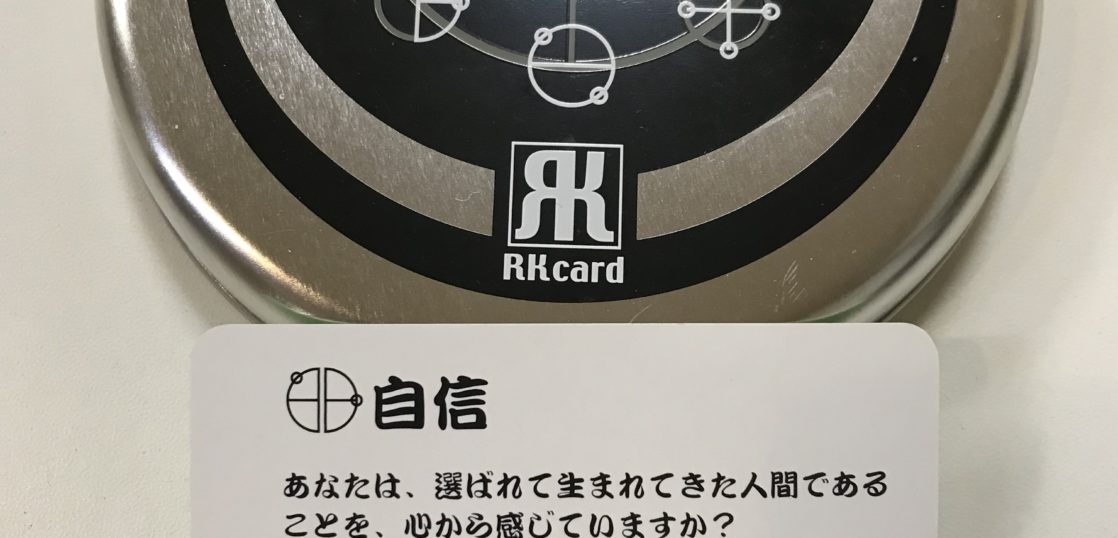 RK
RKcard
自信
あなたは、選ばれて生まれてきた人間である
ことを、心から感じていますか？